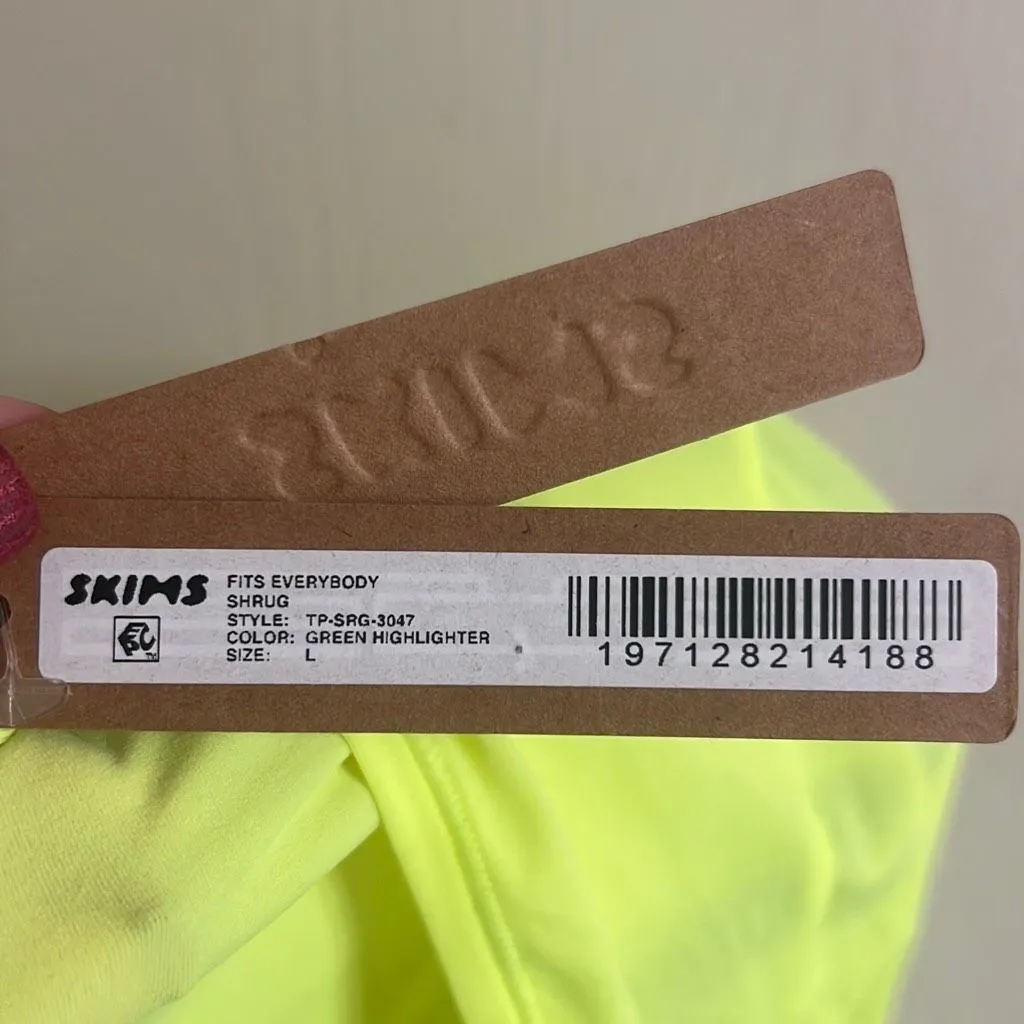 SKIMS
FITS EVERYBODY
SHRUG
STYLE: TP-SRG-3047
COLOR: GREEN HIGHLIGHTER
SIZE: L
197128214188